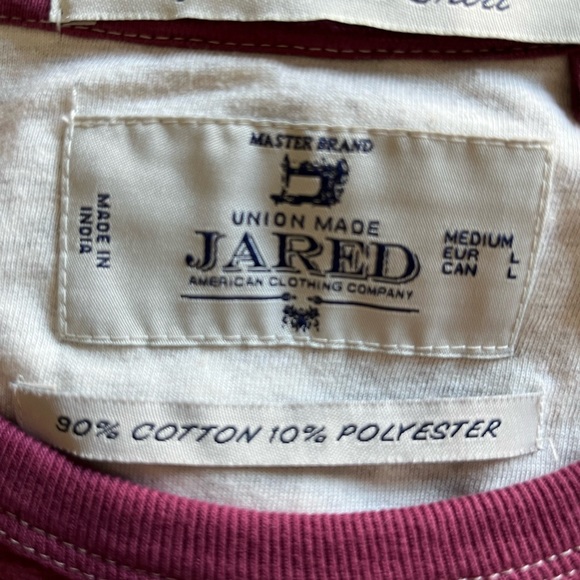 MASTER BRAND
UNION MADE
JARED
AMERICAN CLOTHING COMPANY
MADE IN
INDIA
MEDIUM
EUR L
CAN L
90% COTTON 10% POLYESTER